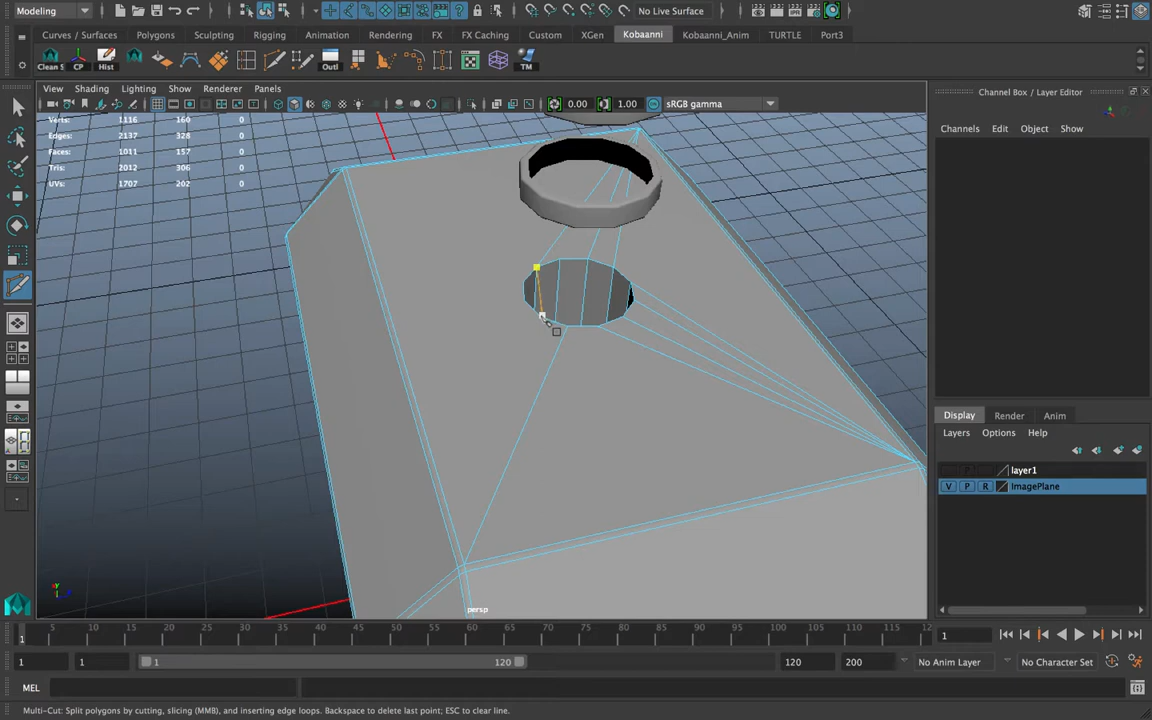 Modeling
No Live Surface
Curves / Surfaces
Polygons
Sculpting
Rigging
Animation
Rendering
FX
FX Caching
Custom
XGen
Kobaanni
Kobaanni_Anim
TURTLE
Port3
Clean S
CP
Hist
Outl
TM
View Shading Lighting Show Renderer Panels
0.00
1.00
sRGB gamma
Verts: 1116 160 0
Edges: 2137 328 0
Faces: 1011 157 0
Tris: 2012 306 0
UVs: 1707 202 0
persp
Channel Box / Layer Editor
Channels Edit Object Show
Display Render Anim
Layers Options Help
P layer1
V P R ImagePlane
1 5 10 15 20 25 30 35 40 45 50 55 60 65 70 75 80 85 90 95 100 105 110 115 12
1
1
1
1
120
120
200
No Anim Layer
No Character Set
MEL
Multi-Cut: Split polygons by cutting, slicing (MMB), and inserting edge loops. Backspace to delete last point; ESC to clear line.